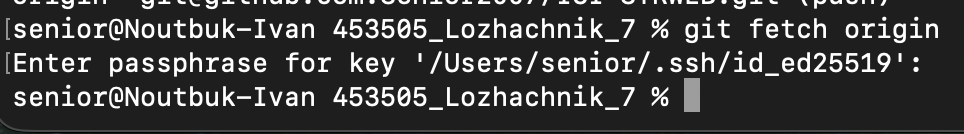 senior@Noutbuk-Ivan 453505_Lozhachnik_7 % git fetch origin
Enter passphrase for key '/Users/senior/.ssh/id_ed25519':
senior@Noutbuk-Ivan 453505_Lozhachnik_7 %